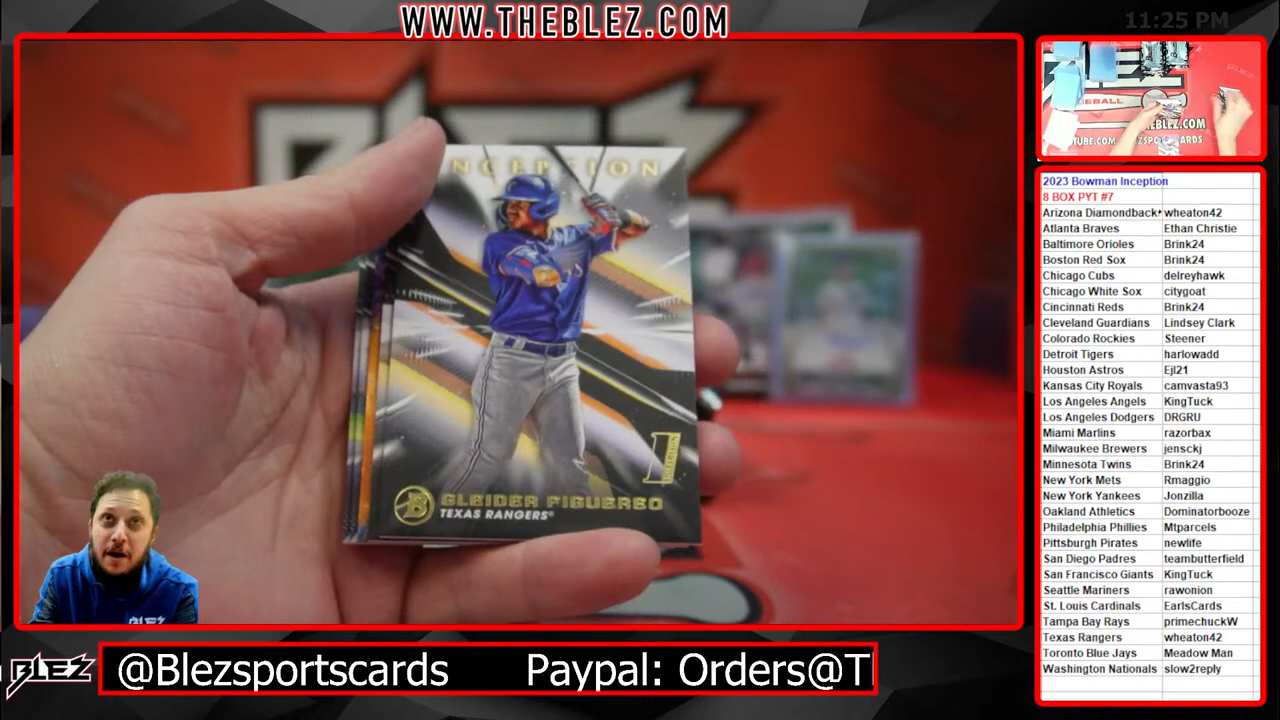 WWW.THEBLEZ.COM
11:25 PM
INCEPTION
GLEIDER FIGUEREO
TEXAS RANGERS
BLEZ
@Blezsportscards Paypal: Orders@T
2023 Bowman Inception
8 BOX PYT #7
Arizona Diamondback wheaton42
Atlanta Braves Ethan Christie
Baltimore Orioles Brink24
Boston Red Sox Brink24
Chicago Cubs delreyhawk
Chicago White Sox citygoat
Cincinnati Reds Brink24
Cleveland Guardians Lindsey Clark
Colorado Rockies Steener
Detroit Tigers harlowadd
Houston Astros Ejl21
Kansas City Royals camvasta93
Los Angeles Angels KingTuck
Los Angeles Dodgers DRGRU
Miami Marlins razorbax
Milwaukee Brewers jensckj
Minnesota Twins Brink24
New York Mets Rmaggio
New York Yankees Jonzilla
Oakland Athletics Dominatorbooze
Philadelphia Phillies Mtparcels
Pittsburgh Pirates newlife
San Diego Padres teambutterfield
San Francisco Giants KingTuck
Seattle Mariners rawonion
St. Louis Cardinals EarlsCards
Tampa Bay Rays primechuckW
Texas Rangers wheaton42
Toronto Blue Jays Meadow Man
Washington Nationals slow2reply